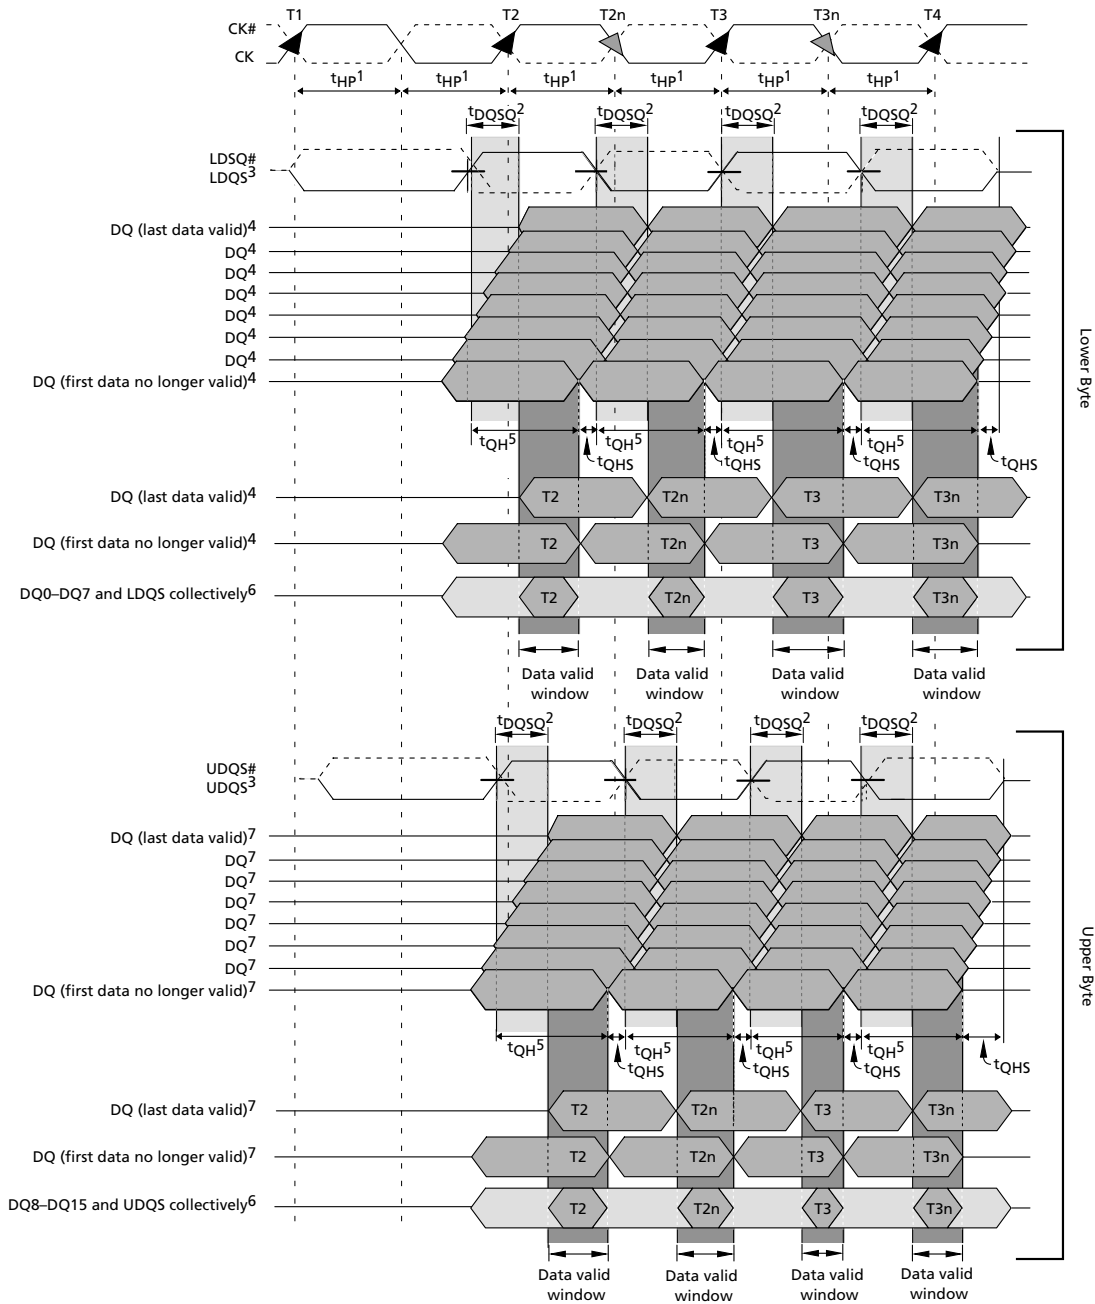 T1 T2 T2n T3 T3n T4
CK#
CK
tHP1 tHP1 tHP1 tHP1 tHP1 tHP1
tDQSQ2 tDQSQ2 tDQSQ2 tDQSQ2
LDSQ#
LDQS3
DQ (last data valid)4
DQ4
DQ4
DQ4
DQ4
DQ4
DQ4
DQ (first data no longer valid)4
Lower Byte
tQH5 tQH5 tQH5 tQH5
tQHS tQHS tQHS tQHS
DQ (last data valid)4 T2 T2n T3 T3n
DQ (first data no longer valid)4 T2 T2n T3 T3n
DQ0–DQ7 and LDQS collectively6 T2 T2n T3 T3n
Data valid window Data valid window Data valid window Data valid window
tDQSQ2 tDQSQ2 tDQSQ2 tDQSQ2
UDQS#
UDQS3
DQ (last data valid)7
DQ7
DQ7
DQ7
DQ7
DQ7
DQ7
DQ (first data no longer valid)7
Upper Byte
tQH5 tQH5 tQH5 tQH5
tQHS tQHS tQHS tQHS
DQ (last data valid)7 T2 T2n T3 T3n
DQ (first data no longer valid)7 T2 T2n T3 T3n
DQ8–DQ15 and UDQS collectively6 T2 T2n T3 T3n
Data valid window Data valid window Data valid window Data valid window